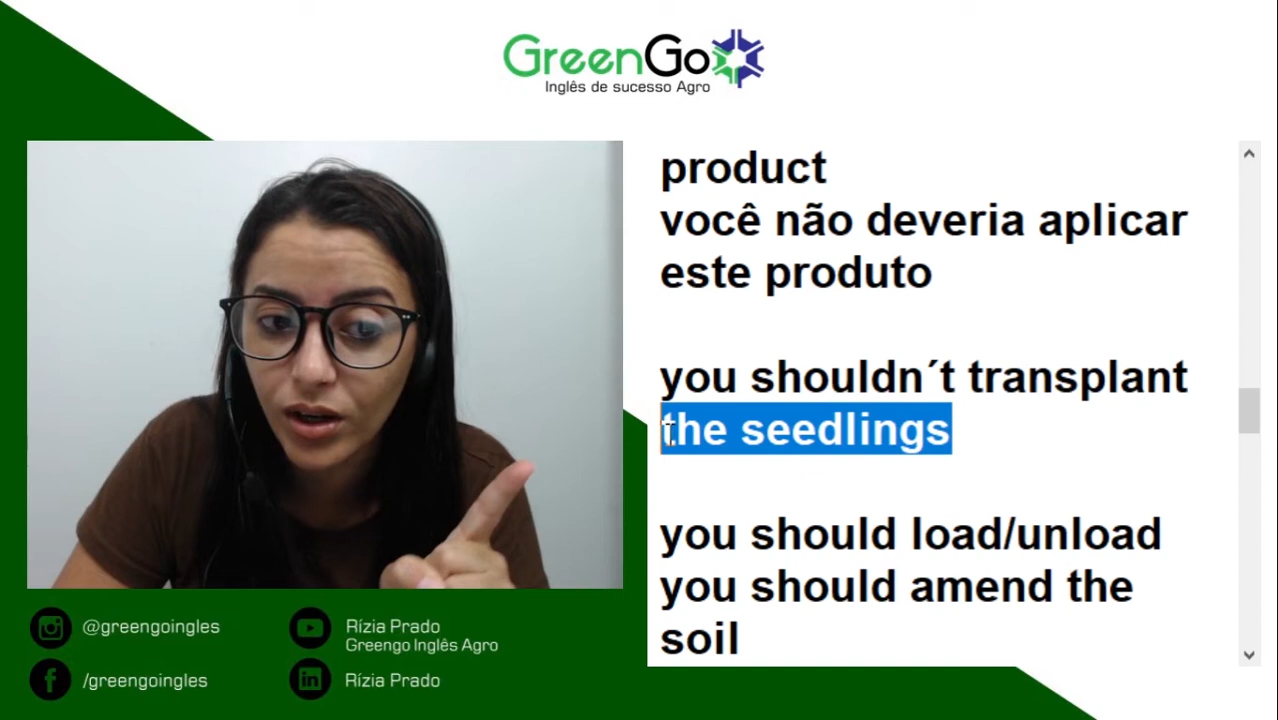 GreenGo
Inglês de sucesso Agro
product
você não deveria aplicar
este produto
you shouldn´t transplant
the seedlings
you should load/unload
you should amend the
soil
@greengoingles
/greengoingles
Rízia Prado
Greengo Inglês Agro
Rízia Prado